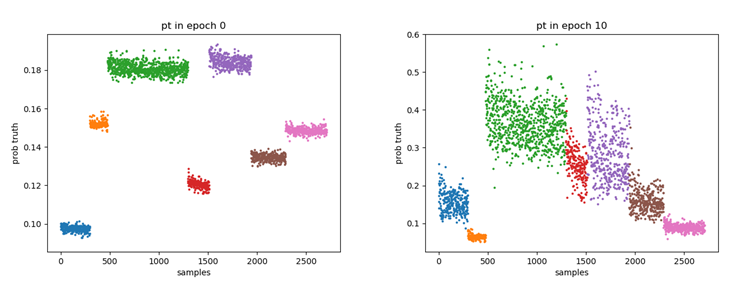 pt in epoch 0
0.18
0.16
0.14
0.12
0.10
prob truth
0 500 1000 1500 2000 2500
samples
pt in epoch 10
0.6
0.5
0.4
0.3
0.2
0.1
prob truth
0 500 1000 1500 2000 2500
samples